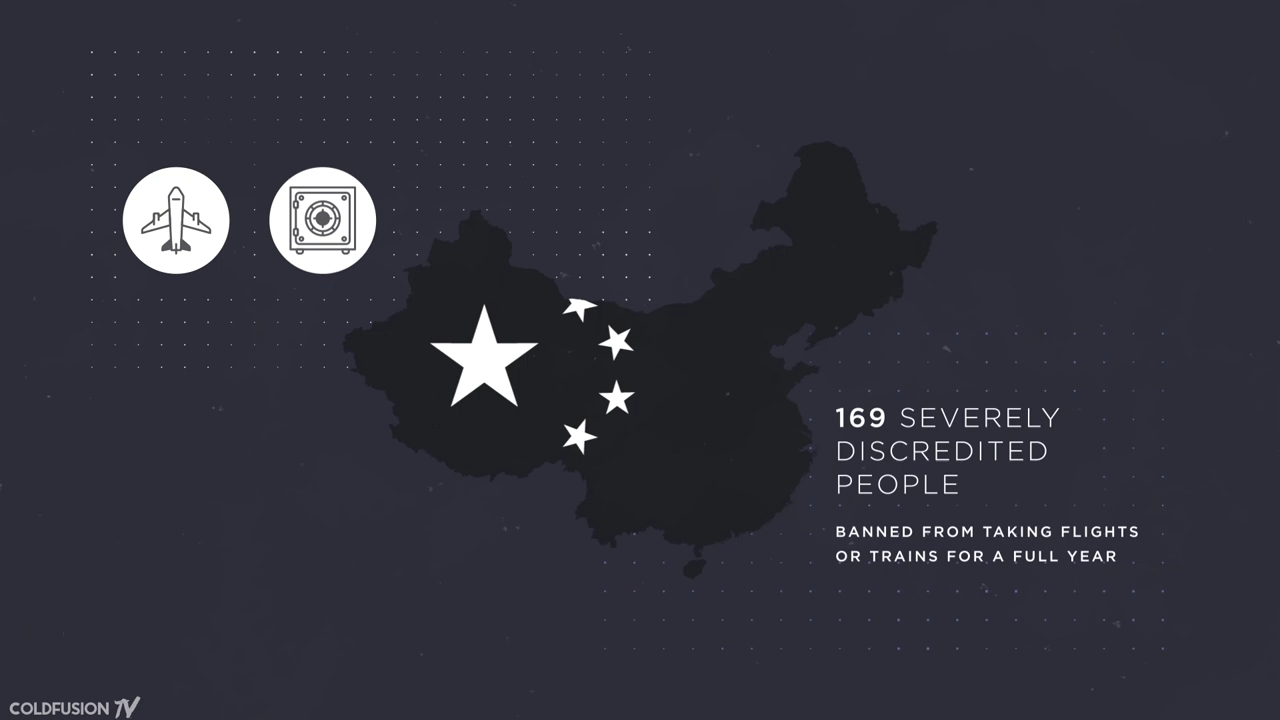 169 SEVERELY
DISCREDITED
PEOPLE
BANNED FROM TAKING FLIGHTS
OR TRAINS FOR A FULL YEAR
COLDFUSION TV